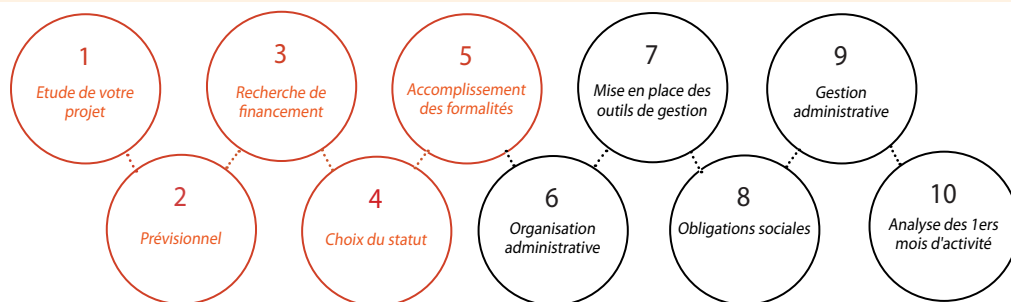 1
Etude de votre
projet
2
Prévisionnel
3
Recherche de
financement
4
Choix du statut
5
Accomplissement
des formalités
6
Organisation
administrative
7
Mise en place des
outils de gestion
8
Obligations sociales
9
Gestion
administrative
10
Analyse des 1ers
mois d'activité